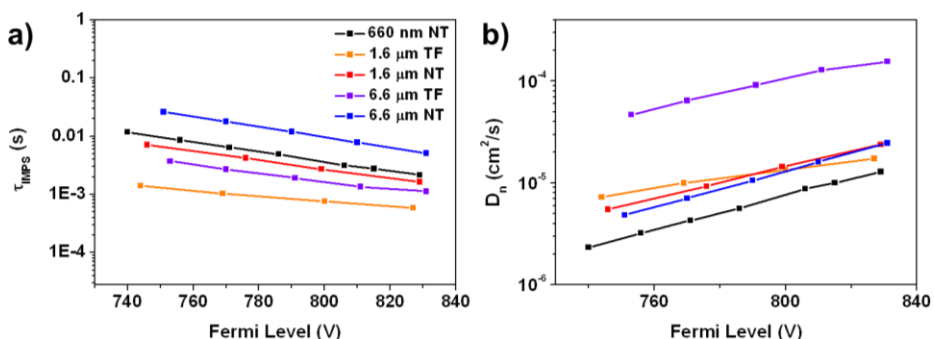 a)
1
0.1
0.01
1E-3
1E-4
τIMPS (s)
740 760 780 800 820 840
Fermi Level (V)
660 nm NT
1.6 μm TF
1.6 μm NT
6.6 μm TF
6.6 μm NT
b)
10-4
10-5
10-6
Dn (cm2/s)
760 800 840
Fermi Level (V)